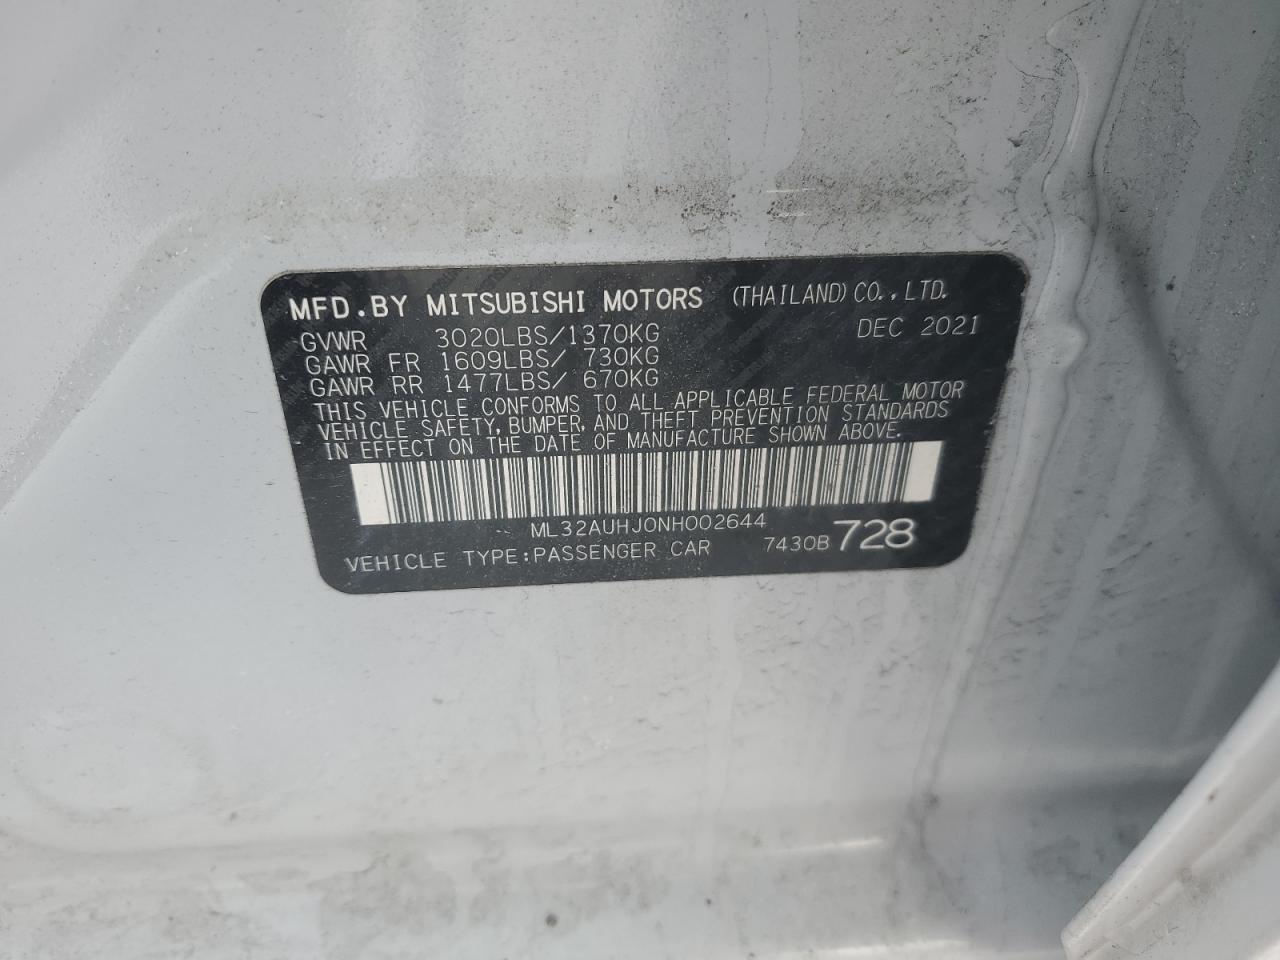 MFD.BY MITSUBISHI MOTORS (THAILAND) CO., LTD.
GVWR 3020LBS/1370KG DEC 2021
GAWR FR 1609LBS/ 730KG
GAWR RR 1477LBS/ 670KG
THIS VEHICLE CONFORMS TO ALL APPLICABLE FEDERAL MOTOR
VEHICLE SAFETY, BUMPER, AND THEFT PREVENTION STANDARDS
IN EFFECT ON THE DATE OF MANUFACTURE SHOWN ABOVE.
ML32AUHJ0NH002644
VEHICLE TYPE:PASSENGER CAR 7430B 728